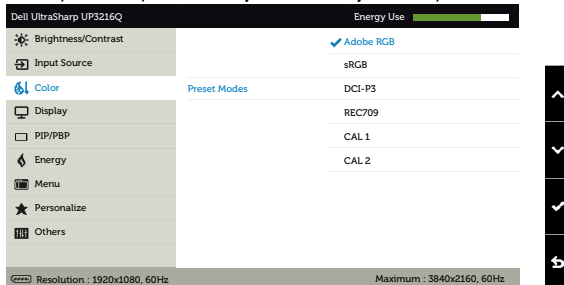 Dell UltraSharp UP3216Q Energy Use
Brightness/Contrast
Adobe RGB
Input Source
sRGB
Color
Preset Modes
DCI-P3
Display
REC709
PIP/PBP
CAL 1
Energy
CAL 2
Menu
Personalize
Others
Resolution : 1920x1080, 60Hz Maximum : 3840x2160, 60Hz